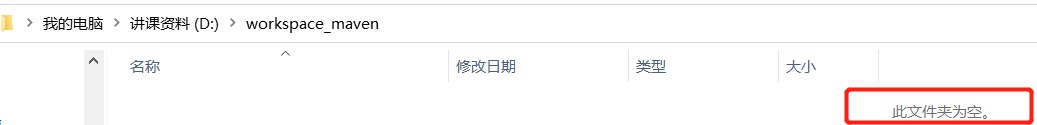 我的电脑 > 讲课资料 (D:) > workspace_maven
名称 修改日期 类型 大小
此文件夹为空。